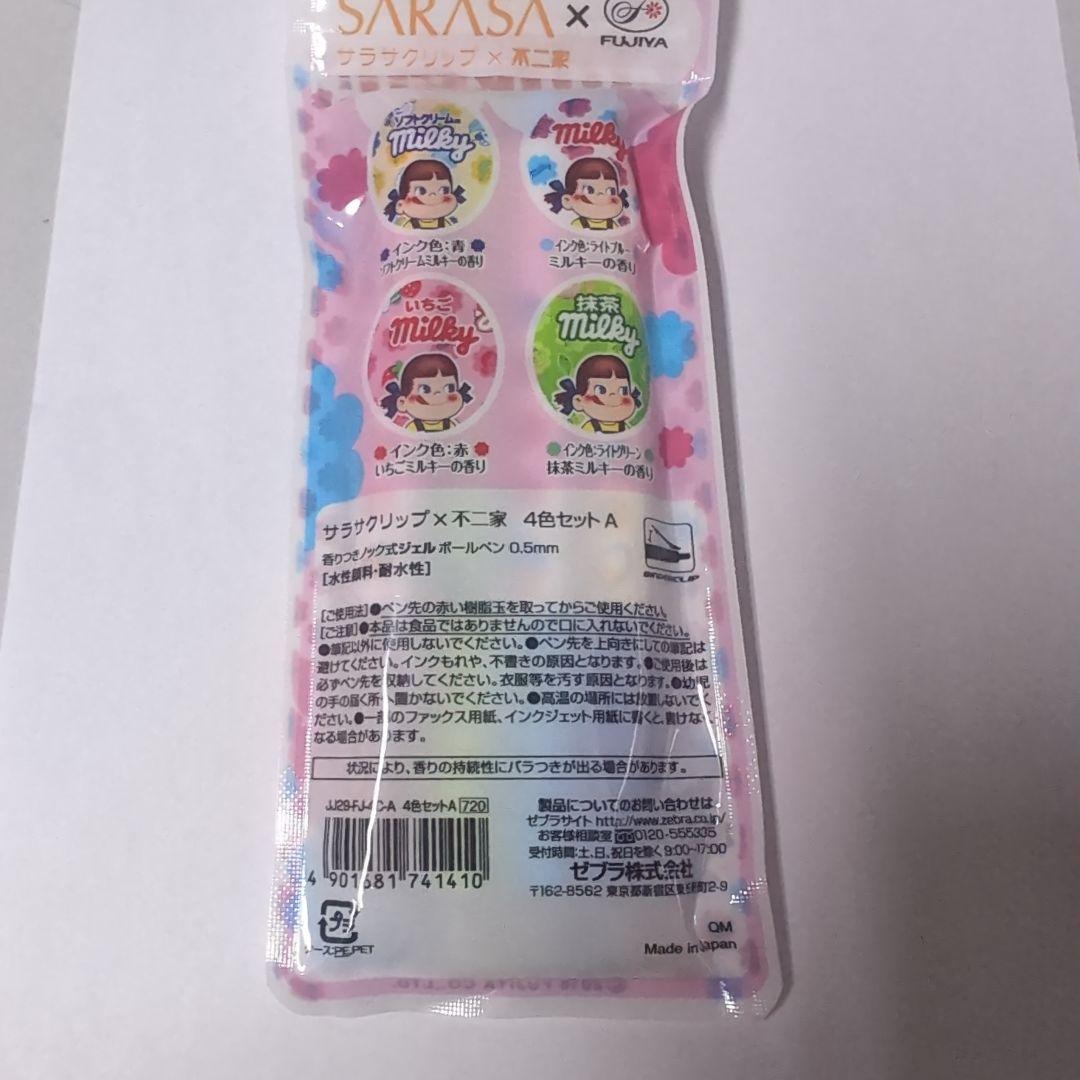 SARASA × FUJIYA
サラサクリップ × 不二家
ソフトクリーム
milky
milky
インク色:青
ソフトクリームミルキーの香り
インク色:ライトブルー
ミルキーの香り
いちご
milky
抹茶
milky
インク色:赤
いちごミルキーの香り
インク色:ライトグリーン
抹茶ミルキーの香り
サラサクリップ×不二家 4色セットA
香りつきノック式ジェルボールペン 0.5mm
[水性顔料・耐水性]
[ご使用法]●ペン先の赤い樹脂玉を取ってからご使用ください。
[ご注意]●本品は食品ではありませんので口に入れないでください。
●筆記以外に使用しないでください。●ペン先を上向きにしての筆記は
避けてください。インクもれや、不書きの原因となります。●ご使用後は
必ずペン先を収納してください。衣服等を汚す原因となります。●幼児
の手の届く所へ置かないでください。●高温の場所には放置しないでく
ださい。●一部のファックス用紙、インクジェット用紙に書くと、書けなく
なる場合があります。
状況により、香りの持続性にバラつきが出る場合があります。
JJ29-FJ-4C-A 4色セットA 720
4 901681 741410
製品についてのお問い合わせは
ゼブラサイト http://www.zebra.co.jp/
お客様相談室 0120-555335
受付時間:土、日、祝日を除く9:00~17:00
ゼブラ株式会社
〒162-8562 東京都新宿区東五軒町2-9
プラ
ケース:PE,PET
QM
Made in Japan